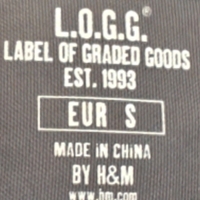 L.O.G.G.®
LABEL OF GRADED GOODS
EST. 1993
EUR S
MADE IN CHINA
BY H&M
www.hm.com